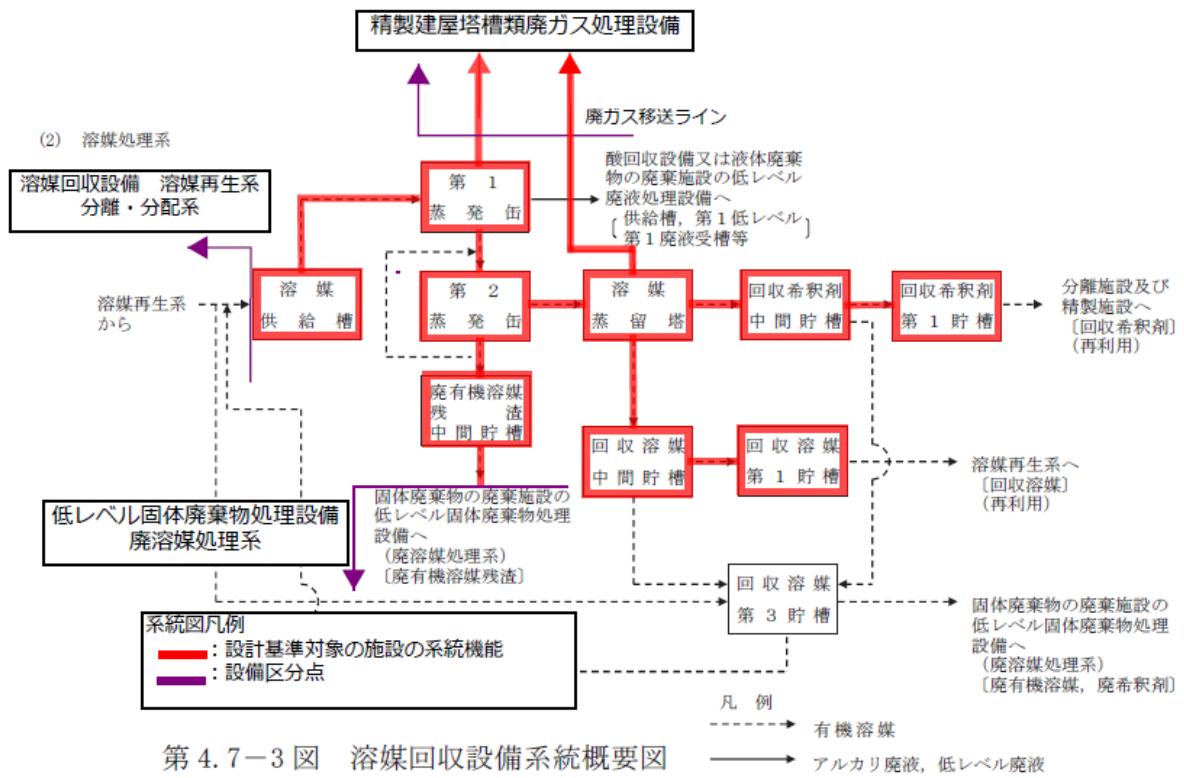 精製建屋塔槽類廃ガス処理設備
廃ガス移送ライン
(2) 溶媒処理系
溶媒回収設備 溶媒再生系
分離・分配系
第1
蒸発缶
酸回収設備又は液体廃棄
物の廃棄施設の低レベル
廃液処理設備へ
〔供給槽,第1低レベル
第1廃液受槽等〕
溶媒再生系
から
溶媒
供給槽
第2
蒸発缶
溶媒
蒸留塔
回収希釈剤
中間貯槽
回収希釈剤
第1貯槽
分離施設及び
精製施設へ
〔回収希釈剤〕
(再利用)
廃有機溶媒
残渣
中間貯槽
回収溶媒
中間貯槽
回収溶媒
第1貯槽
溶媒再生系へ
〔回収溶媒〕
(再利用)
低レベル固体廃棄物処理設備
廃溶媒処理系
固体廃棄物の廃棄施設の
低レベル固体廃棄物処理
設備へ
(廃溶媒処理系)
〔廃有機溶媒残渣〕
回収溶媒
第3貯槽
固体廃棄物の廃棄施設の
低レベル固体廃棄物処理
設備へ
(廃溶媒処理系)
〔廃有機溶媒,廃希釈剤〕
系統図凡例
:設計基準対象の施設の系統機能
:設備区分点
凡例
有機溶媒
アルカリ廃液,低レベル廃液
第4.7-3図 溶媒回収設備系統概要図